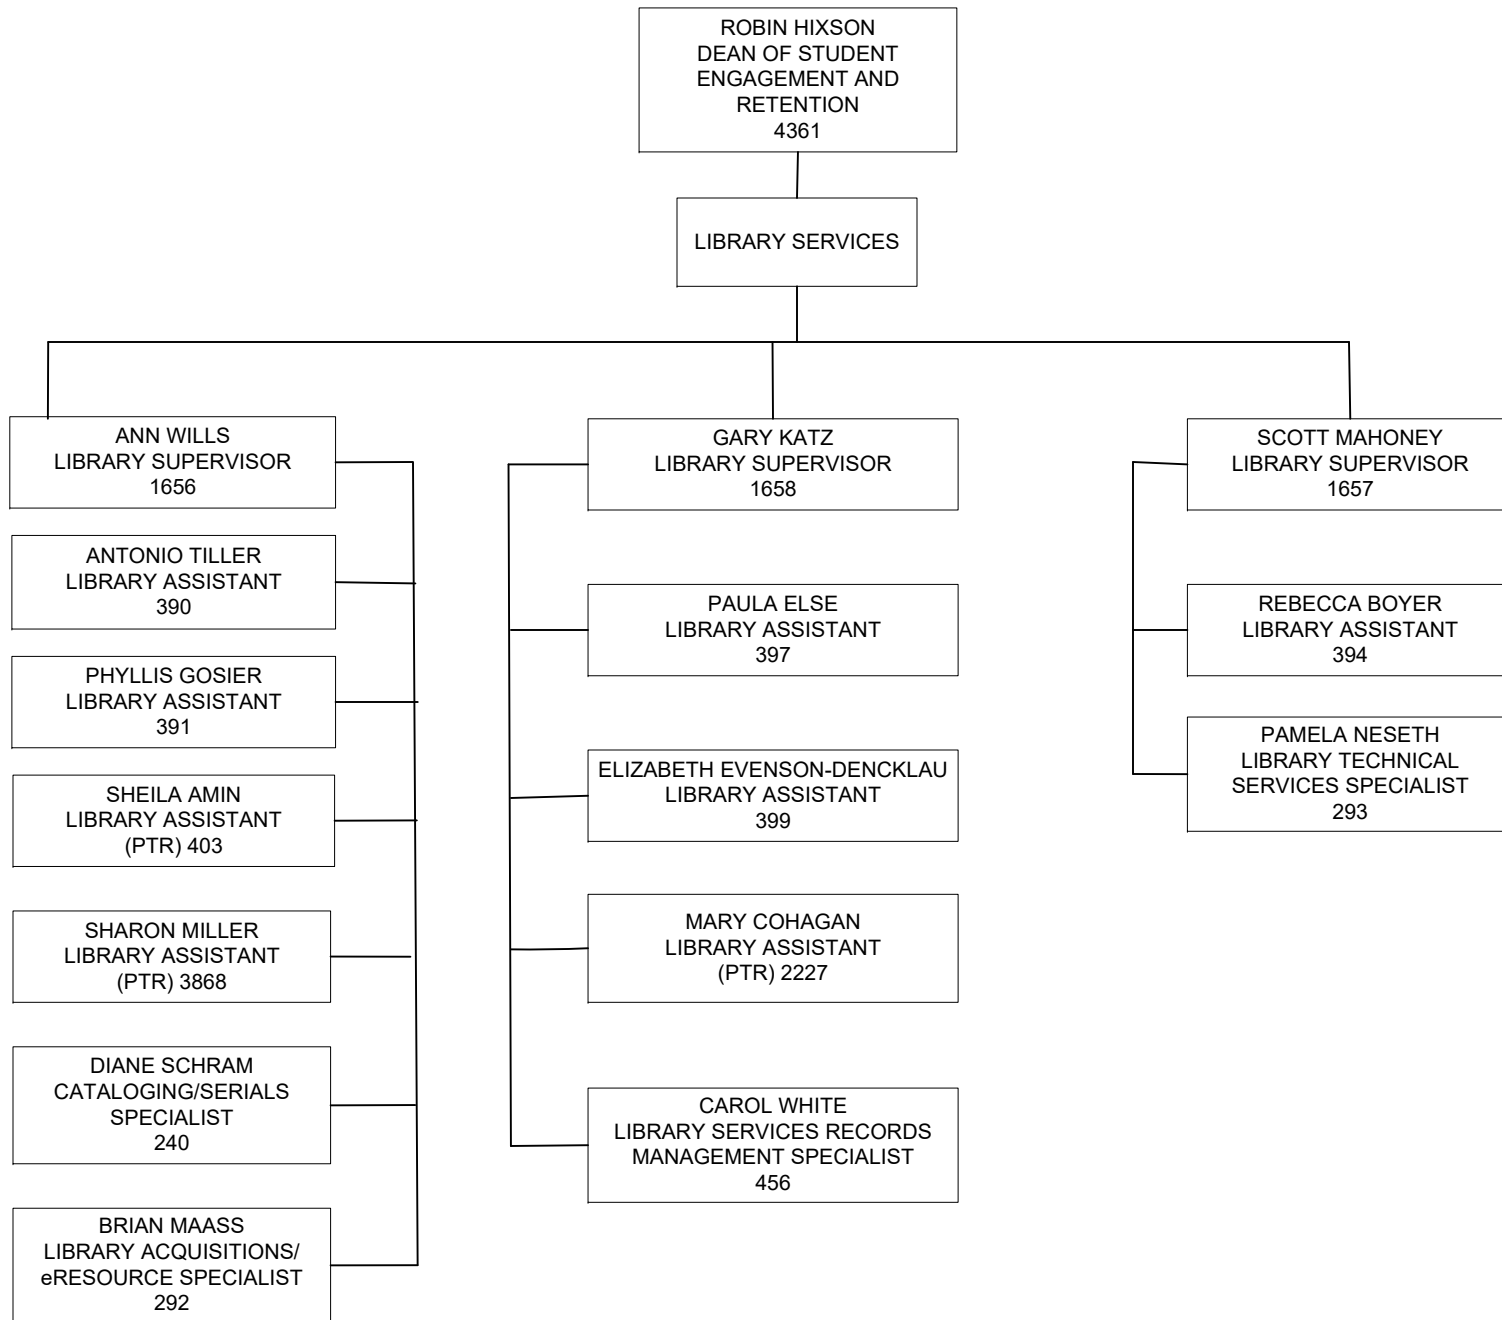 ROBIN HIXSON
DEAN OF STUDENT
ENGAGEMENT AND
RETENTION
4361
LIBRARY SERVICES
ANN WILLS
LIBRARY SUPERVISOR
1656
ANTONIO TILLER
LIBRARY ASSISTANT
390
PHYLLIS GOSIER
LIBRARY ASSISTANT
391
SHEILA AMIN
LIBRARY ASSISTANT
(PTR) 403
SHARON MILLER
LIBRARY ASSISTANT
(PTR) 3868
DIANE SCHRAM
CATALOGING/SERIALS
SPECIALIST
240
BRIAN MAASS
LIBRARY ACQUISITIONS/
eRESOURCE SPECIALIST
292
GARY KATZ
LIBRARY SUPERVISOR
1658
PAULA ELSE
LIBRARY ASSISTANT
397
ELIZABETH EVENSON-DENCKLAU
LIBRARY ASSISTANT
399
MARY COHAGAN
LIBRARY ASSISTANT
(PTR) 2227
CAROL WHITE
LIBRARY SERVICES RECORDS
MANAGEMENT SPECIALIST
456
SCOTT MAHONEY
LIBRARY SUPERVISOR
1657
REBECCA BOYER
LIBRARY ASSISTANT
394
PAMELA NESETH
LIBRARY TECHNICAL
SERVICES SPECIALIST
293